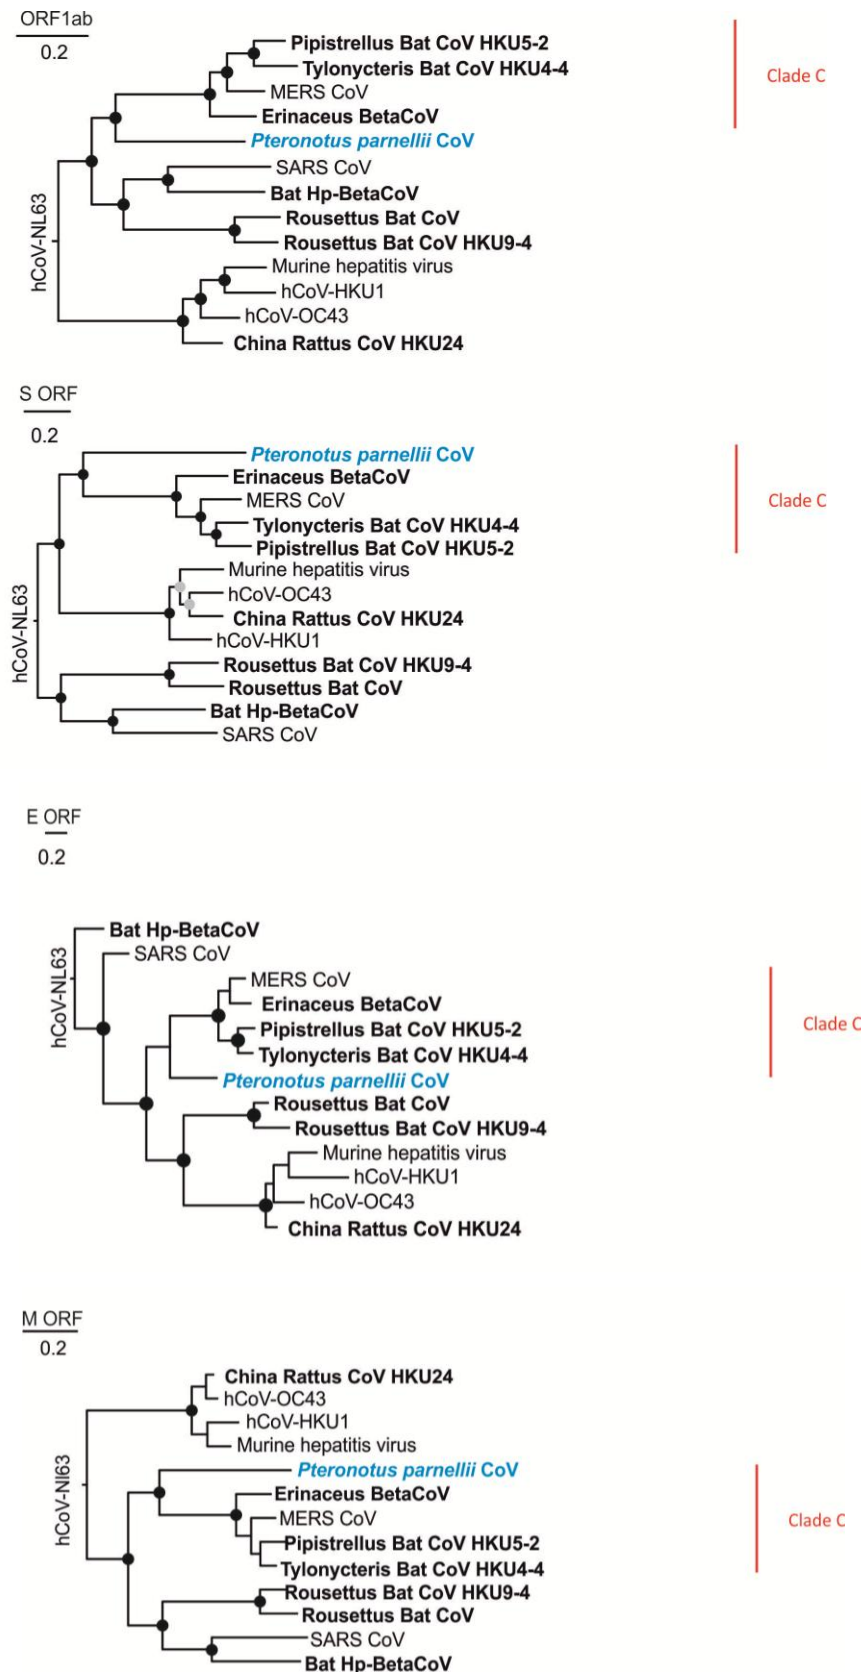 ORF1ab
0.2
Pipistrellus Bat CoV HKU5-2
Tylonycteris Bat CoV HKU4-4
MERS CoV
Erinaceus BetaCoV
Pteronotus parnellii CoV
SARS CoV
Bat Hp-BetaCoV
Rousettus Bat CoV
Rousettus Bat CoV HKU9-4
Murine hepatitis virus
hCoV-HKU1
hCoV-OC43
China Rattus CoV HKU24
hCoV-NL63
Clade C
S ORF
0.2
Pteronotus parnellii CoV
Erinaceus BetaCoV
MERS CoV
Tylonycteris Bat CoV HKU4-4
Pipistrellus Bat CoV HKU5-2
Murine hepatitis virus
hCoV-OC43
China Rattus CoV HKU24
hCoV-HKU1
Rousettus Bat CoV HKU9-4
Rousettus Bat CoV
Bat Hp-BetaCoV
SARS CoV
hCoV-NL63
Clade C
E ORF
0.2
Bat Hp-BetaCoV
SARS CoV
MERS CoV
Erinaceus BetaCoV
Pipistrellus Bat CoV HKU5-2
Tylonycteris Bat CoV HKU4-4
Pteronotus parnellii CoV
Rousettus Bat CoV
Rousettus Bat CoV HKU9-4
Murine hepatitis virus
hCoV-HKU1
hCoV-OC43
China Rattus CoV HKU24
hCoV-NL63
Clade C
M ORF
0.2
China Rattus CoV HKU24
hCoV-OC43
hCoV-HKU1
Murine hepatitis virus
Pteronotus parnellii CoV
Erinaceus BetaCoV
MERS CoV
Pipistrellus Bat CoV HKU5-2
Tylonycteris Bat CoV HKU4-4
Rousettus Bat CoV HKU9-4
Rousettus Bat CoV
SARS CoV
Bat Hp-BetaCoV
hCoV-Nl63
Clade C